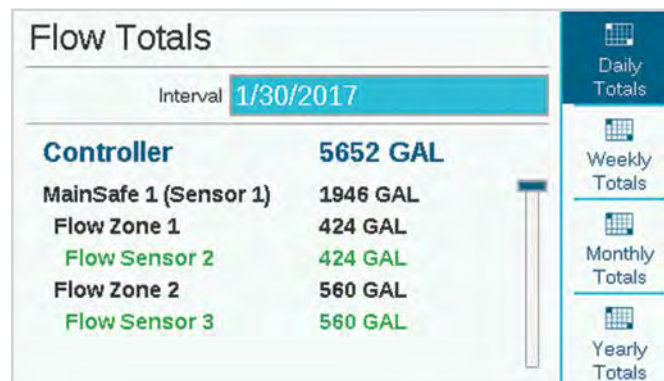 Flow Totals
Interval 1/30/2017
Controller 5652 GAL
MainSafe 1 (Sensor 1) 1946 GAL
Flow Zone 1 424 GAL
Flow Sensor 2 424 GAL
Flow Zone 2 560 GAL
Flow Sensor 3 560 GAL
Daily
Totals
Weekly
Totals
Monthly
Totals
Yearly
Totals